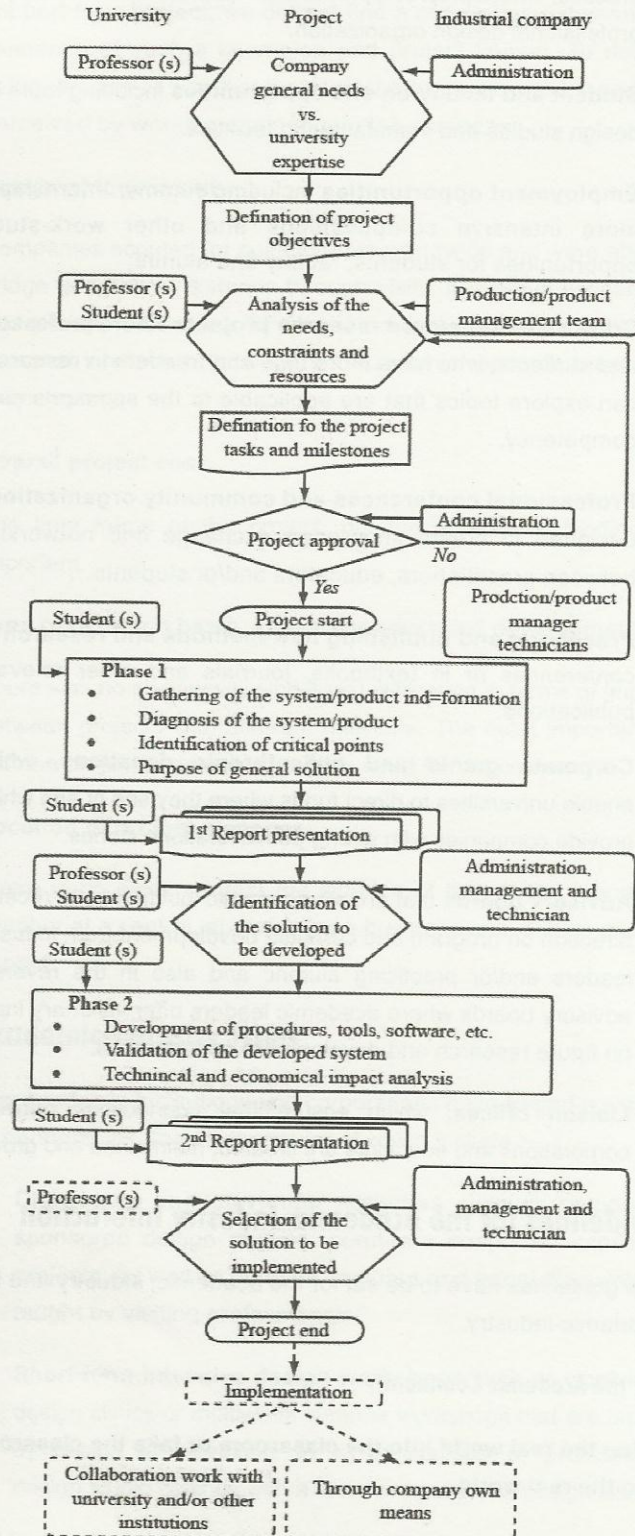 University Project Industrial company
Professor (s)
Company
general needs
vs.
university
expertise
Administration
Defination of project
objectives
Professor (s)
Student (s)
Analysis of the
needs,
constraints and
resources
Production/product
management team
Defination fo the project
tasks and milestones
Administration
Project approval
No
Yes
Student (s)
Project start
Prodction/product
manager
technicians
Phase 1
• Gathering of the system/product ind=formation
• Diagnosis of the system/product
• Identification of critical points
• Purpose of general solution
Student (s)
1st Report presentation
Professor (s)
Student (s)
Identification of
the solution to
be developed
Administration,
management and
technician
Student (s)
Phase 2
• Development of procedures, tools, software, etc.
• Validation of the developed system
• Technincal and economical impact analysis
Student (s)
2nd Report presentation
Professor (s)
Selection of the
solution to be
implemented
Administration,
management and
technician
Project end
Implementation
Collaboration work with
university and/or other
institutions
Through company own
means